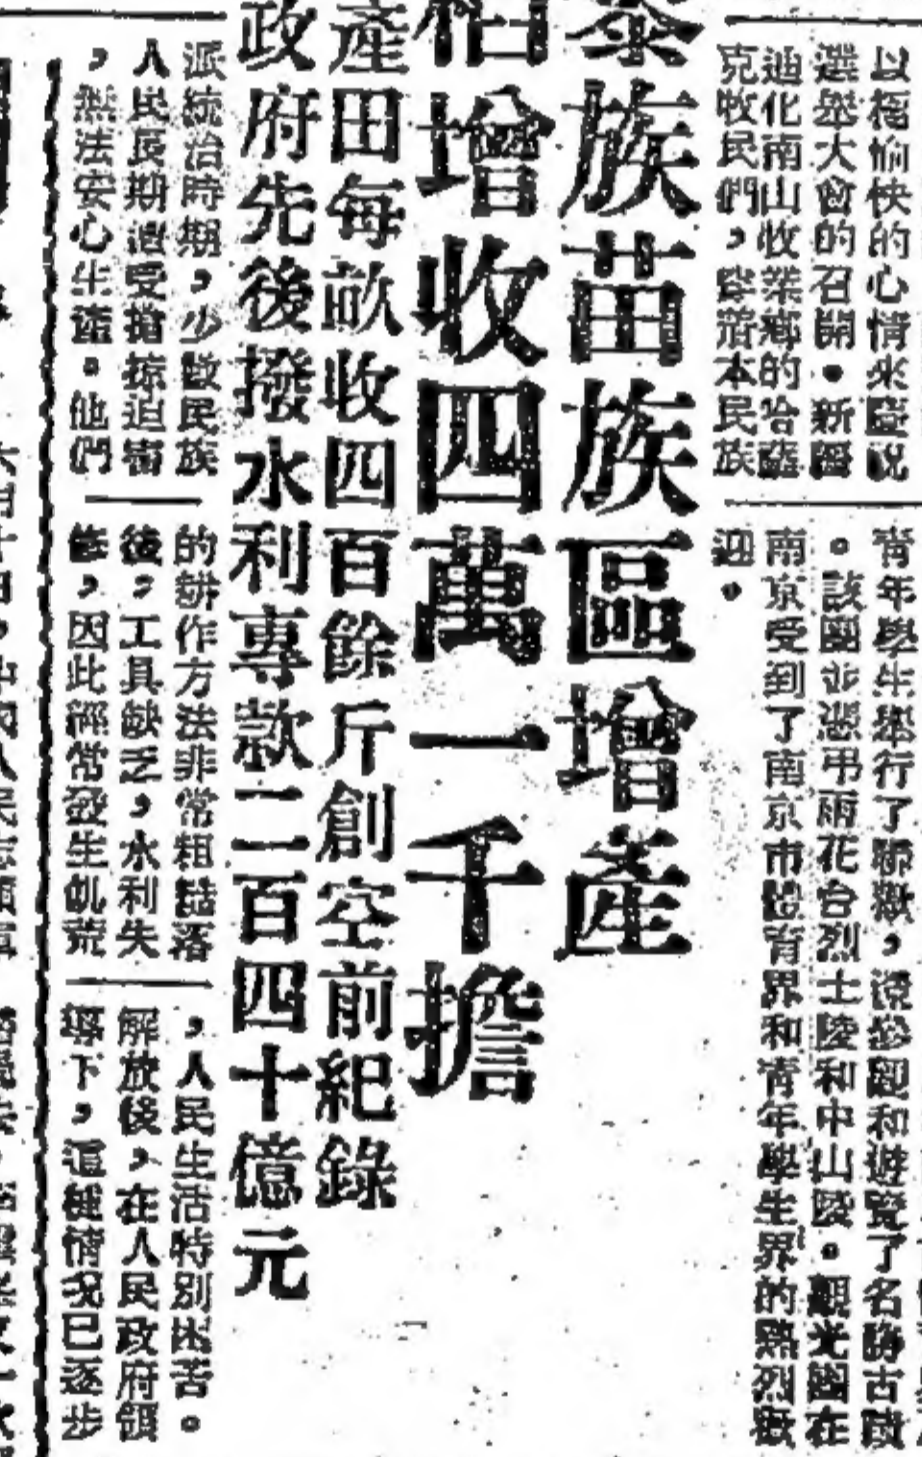 以極愉快的心情來慶祝
選舉大會的召開。新疆
迪化南山收業鄉的哈薩
克收民們，穿着本民族
青年學生舉行了聯歡，還參觀和遊覽了名勝古蹟
。該團並憑弔雨花台烈士陵和中山陵。觀光團在
南京受到了南京市體育界和青年學生界的熱烈歡
迎。
泰族苗族區增產
怕增收四萬一千擔
產田每畝收四百餘斤創空前紀錄
政府先後撥水利專款二百四十億元
派統治時期，少數民族
人民長期遭受搶掠迫害
，無法安心生產。他們
的耕作方法非常粗糙落
後，工具缺乏，水利失
修，因此經常發生飢荒
，人民生活特別困苦。
解放後，在人民政府領
導下，這種情況已逐步